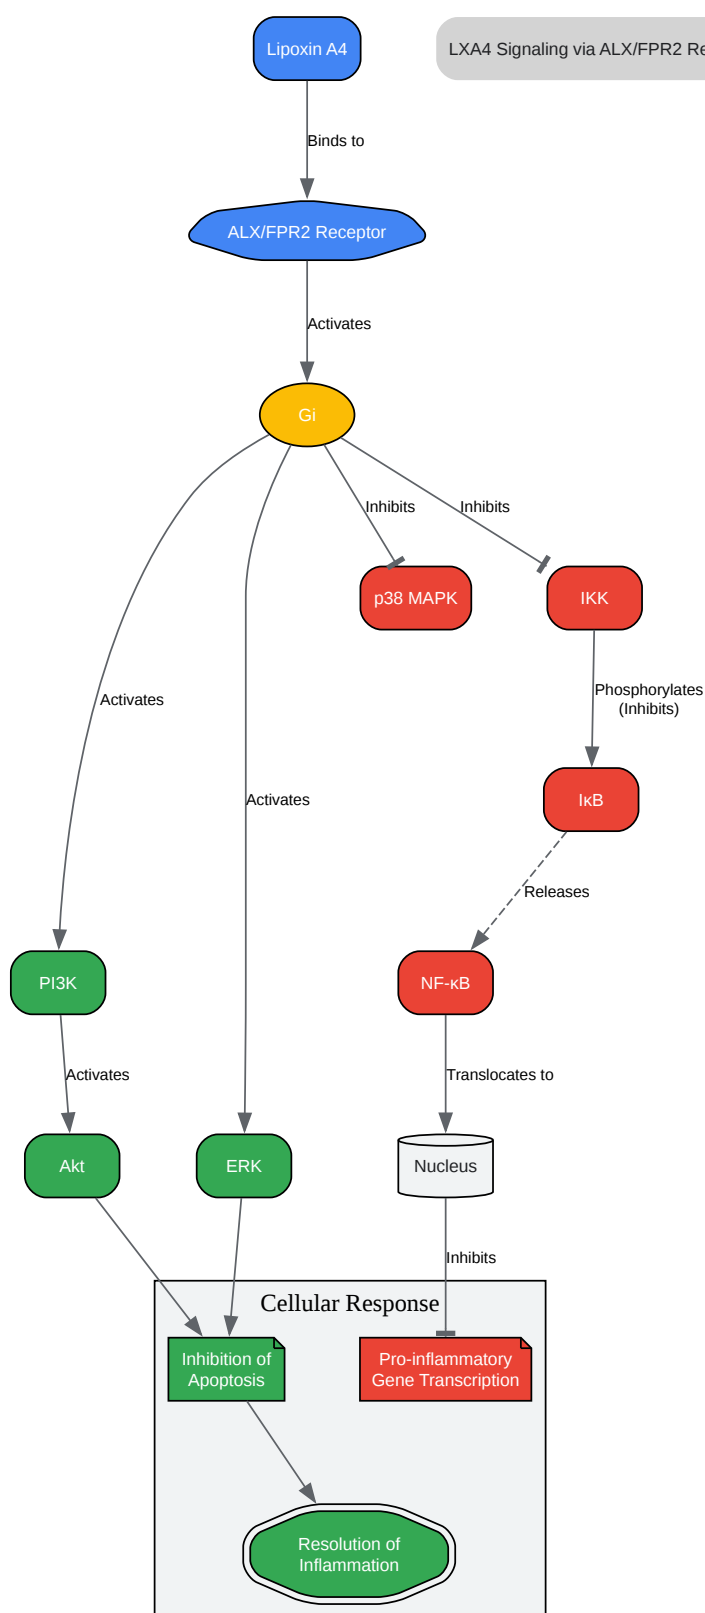 Lipoxin A4
LXA4 Signaling via ALX/FPR2 Re
Binds to
ALX/FPR2 Receptor
Activates
Gi
Inhibits
Inhibits
p38 MAPK
IKK
Activates
Phosphorylates
(Inhibits)
Activates
IκB
Releases
PI3K
NF-κB
Activates
Translocates to
Akt
ERK
Nucleus
Inhibits
Cellular Response
Inhibition of
Apoptosis
Pro-inflammatory
Gene Transcription
Resolution of
Inflammation